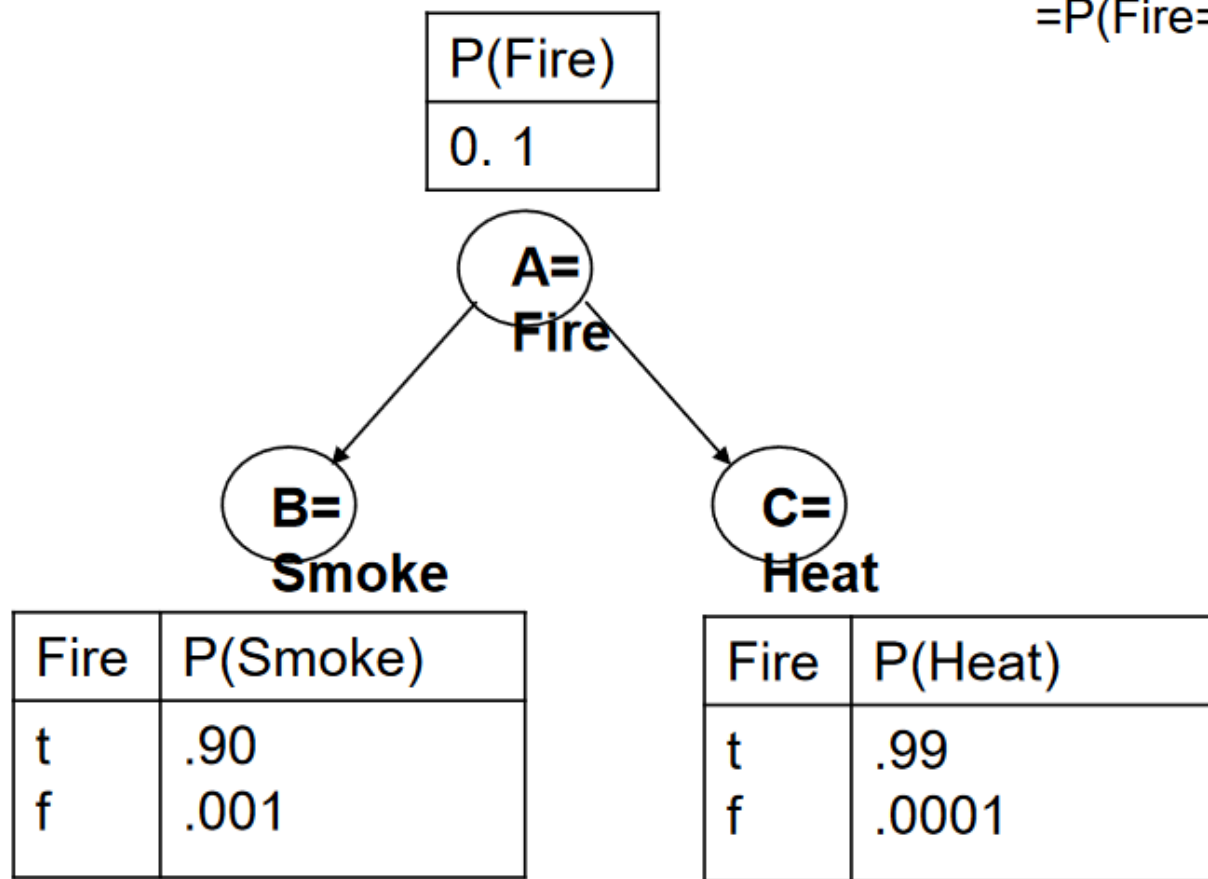 =P(Fire=
P(Fire)
0. 1
A=
Fire
B=
Smoke
C=
Heat
Fire P(Smoke)
t .90
f .001
Fire P(Heat)
t .99
f .0001